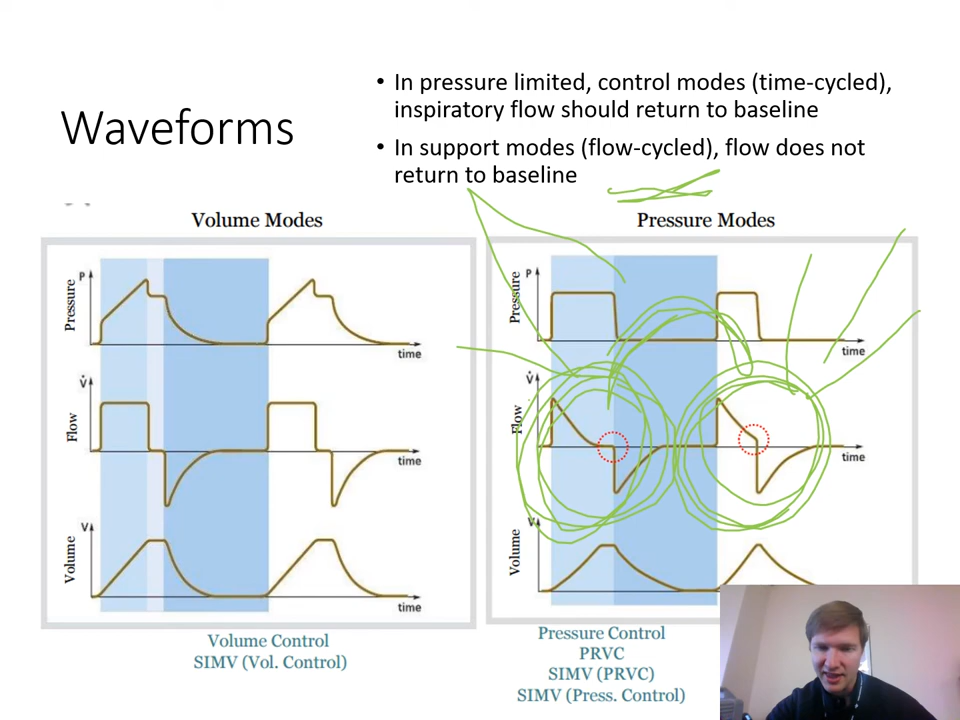 Waveforms
• In pressure limited, control modes (time-cycled),
inspiratory flow should return to baseline
• In support modes (flow-cycled), flow does not
return to baseline
Volume Modes
Pressure
P
time
Flow
V̇
time
Volume
V
time
Volume Control
SIMV (Vol. Control)
Pressure Modes
Pressure
P
time
Flow
V̇
time
Volume
V
Pressure Control
PRVC
SIMV (PRVC)
SIMV (Press. Control)